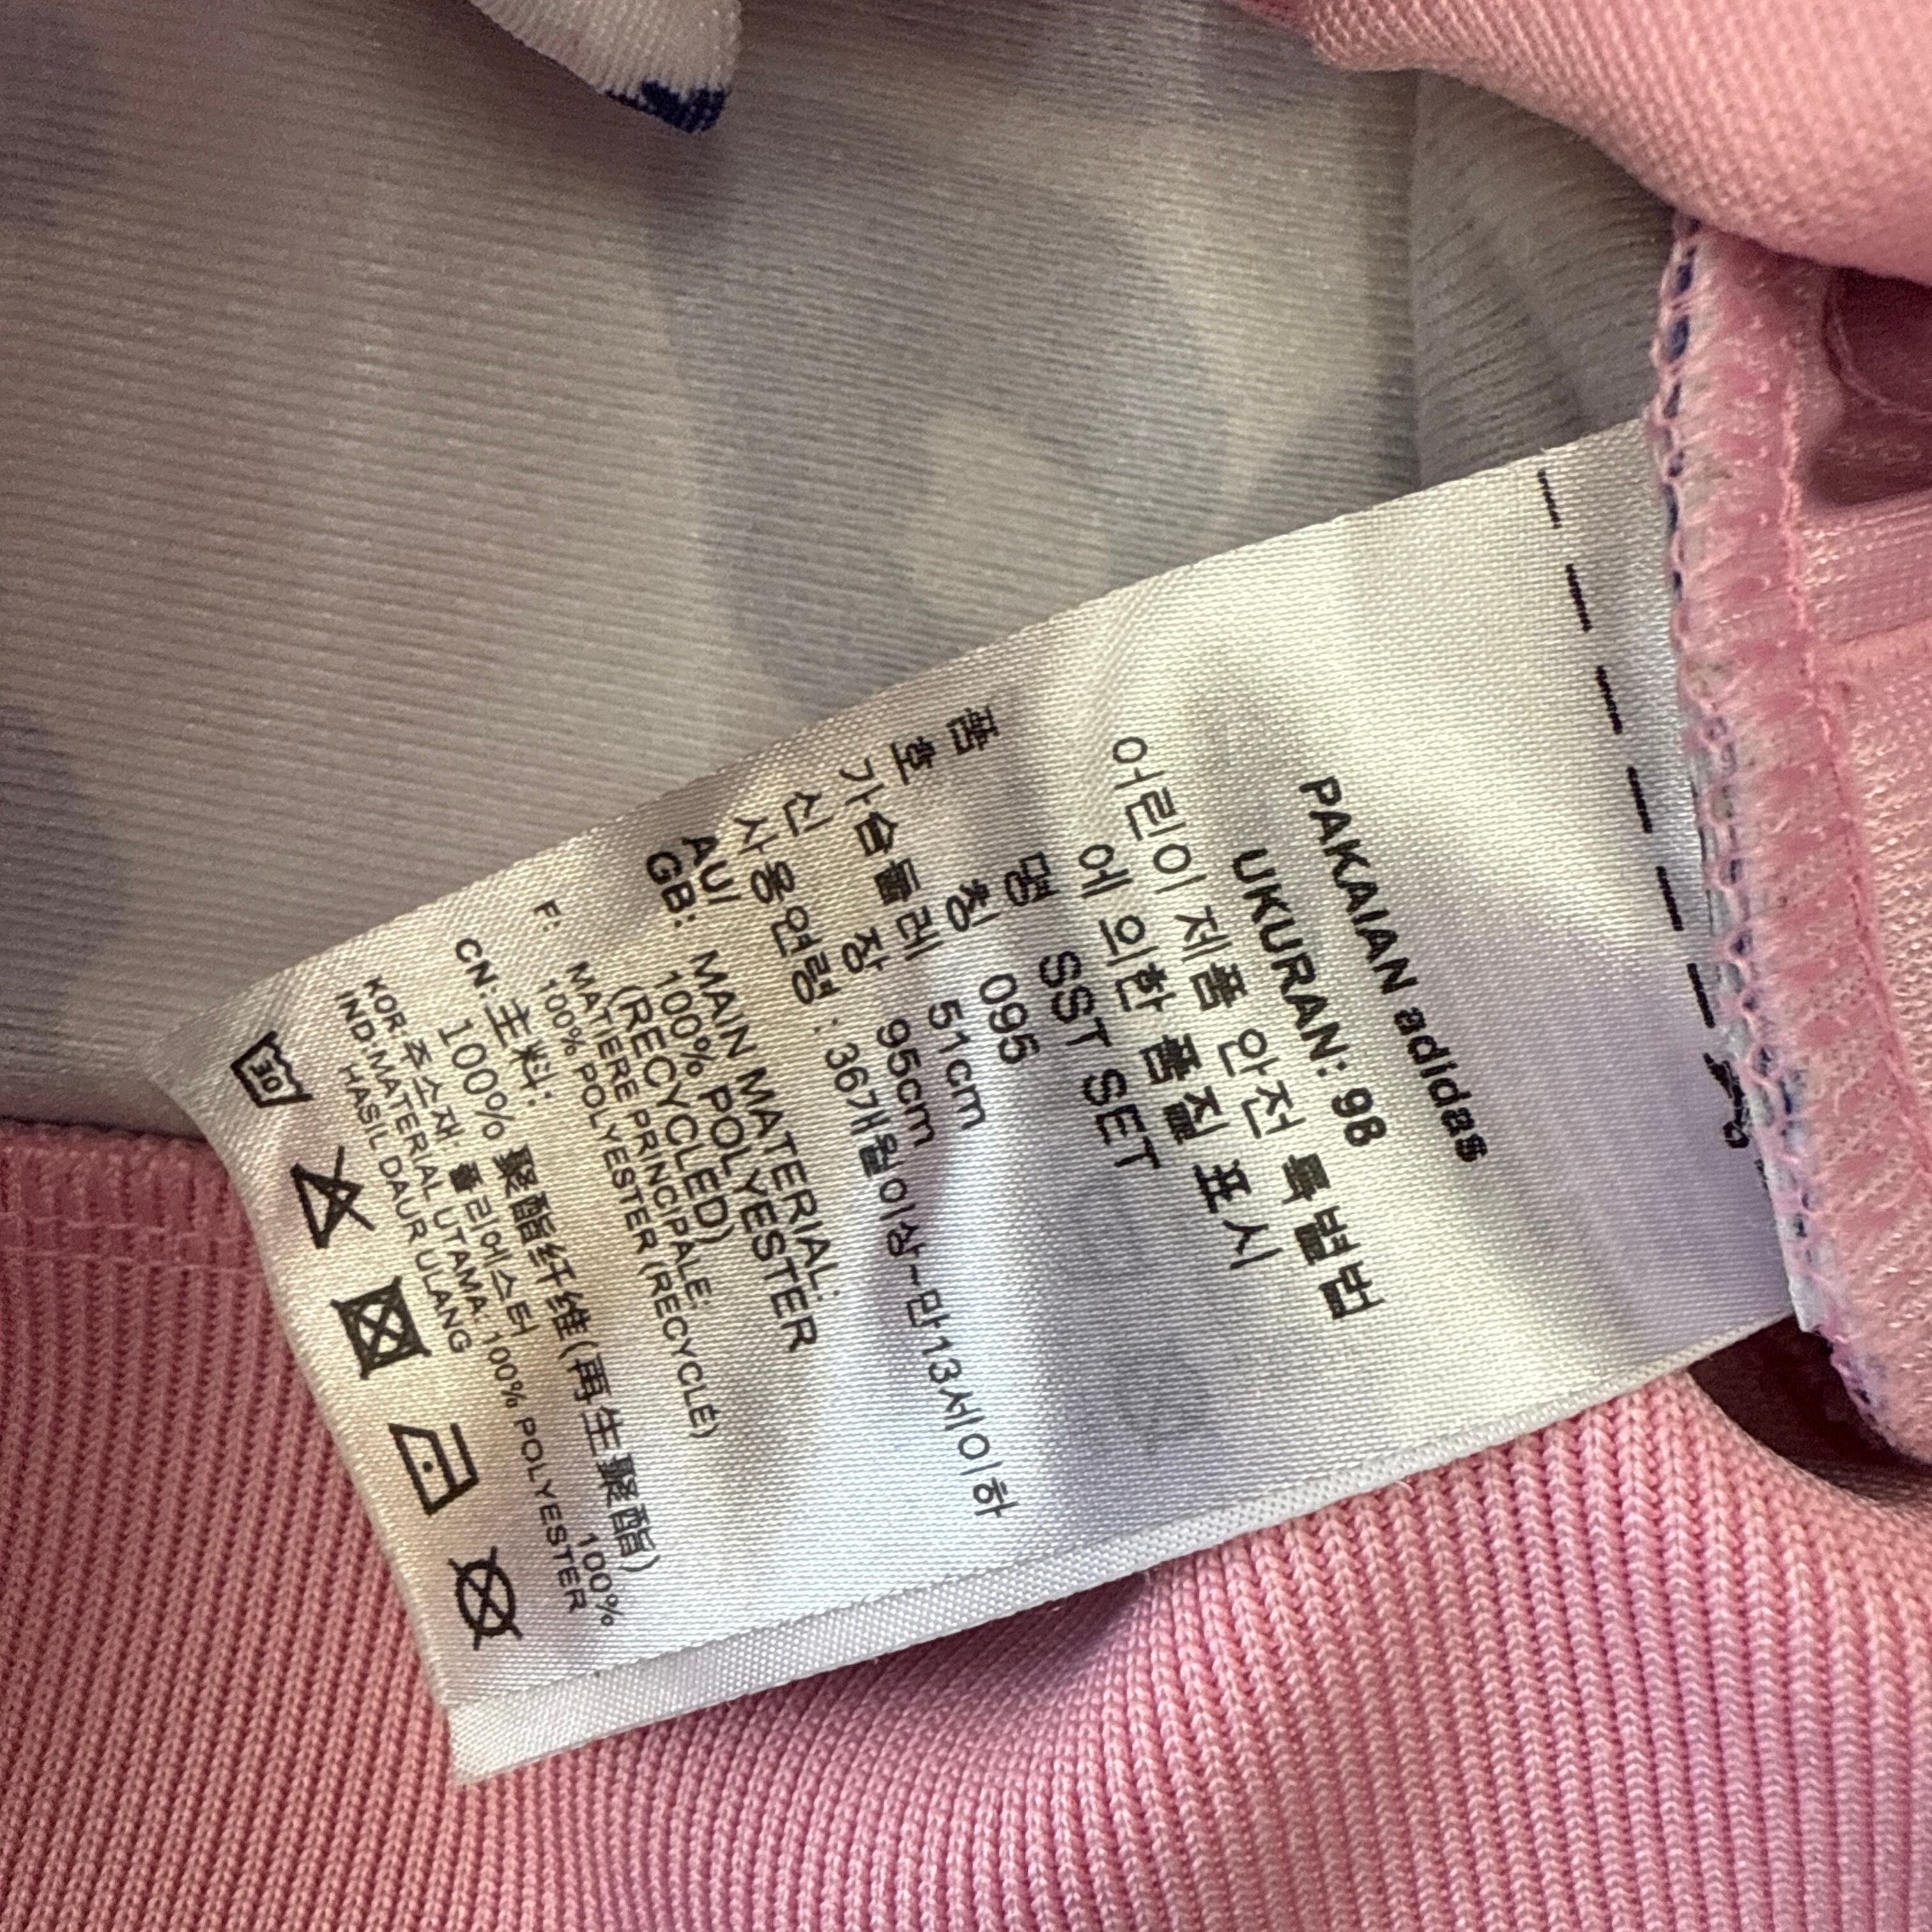 PAKAIAN adidas
UKURAN: 98
어린이 제품 안전 특별법
에 의한 품질 표시
품 명 SST SET
호 칭 095
가슴둘레 51cm
신 장 95cm
사용연령 : 36개월이상~만13세이하
AU/
GB: MAIN MATERIAL:
100% POLYESTER
(RECYCLED)
F: MATIERE PRINCIPALE:
100% POLYESTER (RECYCLÉ)
CN: 主料:
100% 聚酯纤维(再生聚酯)
KOR:주소재: 폴리에스터 100%
IND:MATERIAL UTAMA: 100% POLYESTER
HASIL DAUR ULANG
30